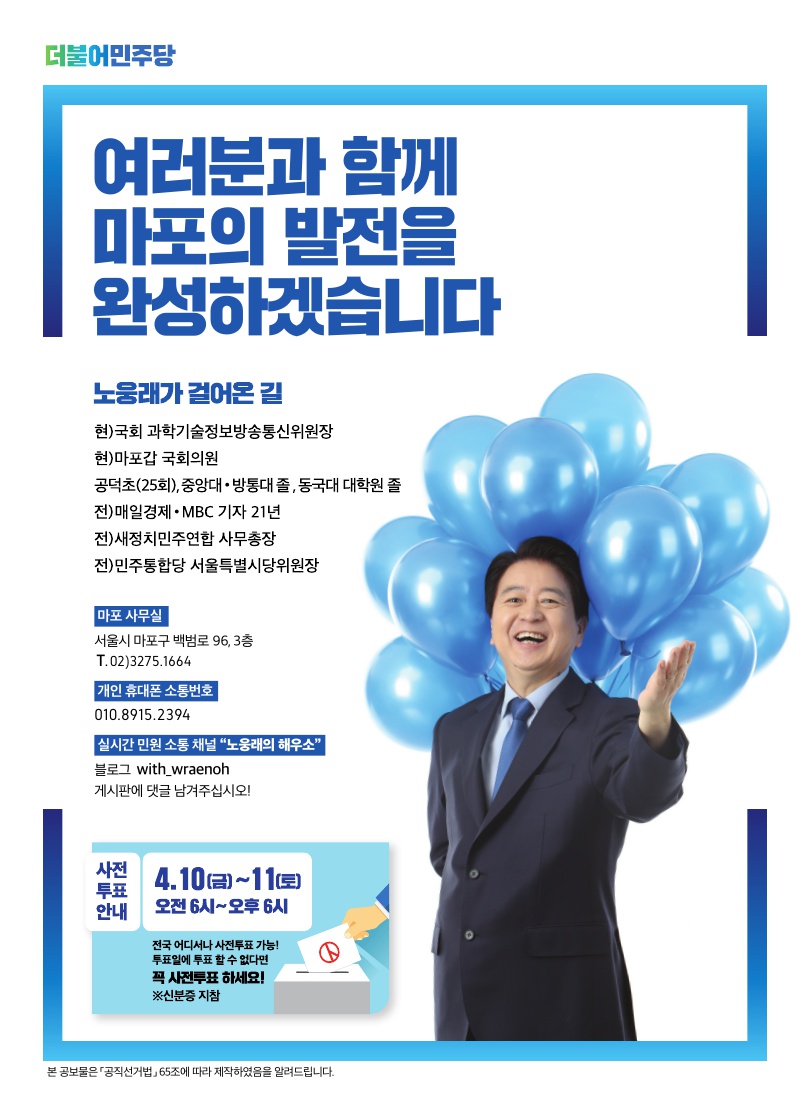 더불어민주당
여러분과 함께
마포의 발전을
완성하겠습니다
노웅래가 걸어온 길
현)국회 과학기술정보방송통신위원장
현)마포갑 국회의원
공덕초(25회), 중앙대•방통대 졸, 동국대 대학원 졸
전)매일경제•MBC 기자 21년
전)새정치민주연합 사무총장
전)민주통합당 서울특별시당위원장
마포 사무실
서울시 마포구 백범로 96, 3층
T. 02)3275.1664
개인 휴대폰 소통번호
010.8915.2394
실시간 민원 소통 채널 “노웅래의 해우소”
블로그 with_wraenoh
게시판에 댓글 남겨주십시오!
사전
투표
안내
4.10(금)~11(토)
오전 6시~오후 6시
전국 어디서나 사전투표 가능!
투표일에 투표 할 수 없다면
꼭 사전투표 하세요!
※신분증 지참
본 공보물은 「공직선거법」 65조에 따라 제작하였음을 알려드립니다.